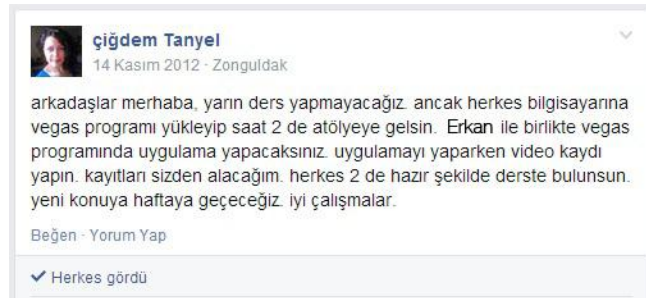 çiğdem Tanyel
14 Kasım 2012 · Zonguldak
arkadaşlar merhaba, yarın ders yapmayacağız. ancak herkes bilgisayarına
vegas programı yükleyip saat 2 de atölyeye gelsin. Erkan ile birlikte vegas
programında uygulama yapacaksınız. uygulamayı yaparken video kaydı
yapın. kayıtları sizden alacağım. herkes 2 de hazır şekilde derste bulunsun.
yeni konuya haftaya geçeceğiz. iyi çalışmalar.
Beğen · Yorum Yap
✓ Herkes gördü